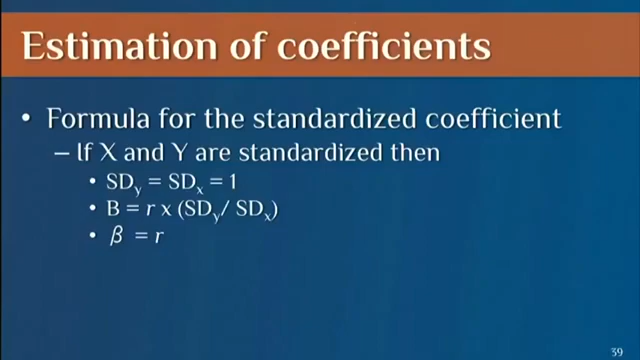 Estimation of coefficients
• Formula for the standardized coefficient
– If X and Y are standardized then
• SDy = SDx = 1
• B = r x (SDy/ SDx)
• β = r
39